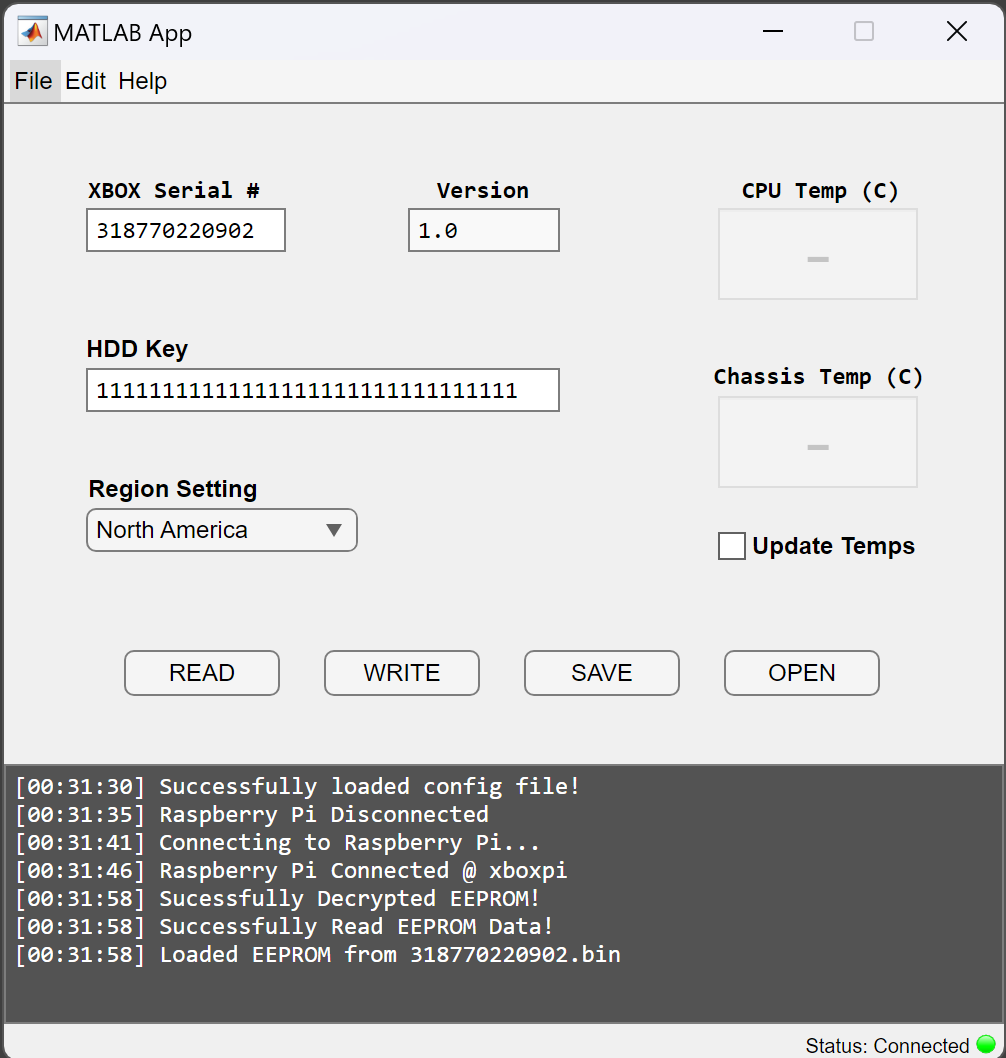 MATLAB App
File Edit Help
XBOX Serial # Version CPU Temp (C)
318770220902 1.0 –
HDD Key
11111111111111111111111111111111
Chassis Temp (C)
–
Region Setting
North America
Update Temps
READ WRITE SAVE OPEN
[00:31:30] Successfully loaded config file!
[00:31:35] Raspberry Pi Disconnected
[00:31:41] Connecting to Raspberry Pi...
[00:31:46] Raspberry Pi Connected @ xboxpi
[00:31:58] Sucessfully Decrypted EEPROM!
[00:31:58] Successfully Read EEPROM Data!
[00:31:58] Loaded EEPROM from 318770220902.bin
Status: Connected